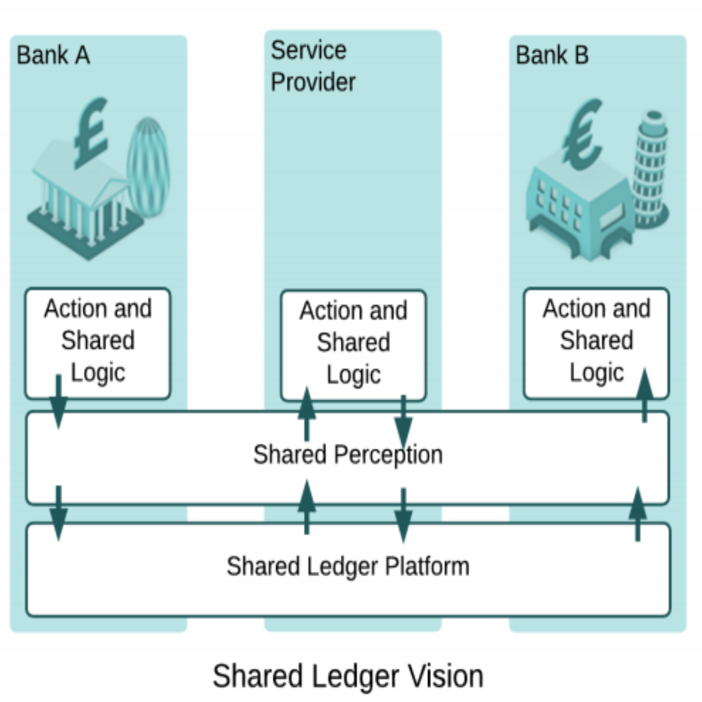 Bank A
£
Service
Provider
Bank B
€
Action and
Shared
Logic
Action and
Shared
Logic
Action and
Shared
Logic
Shared Perception
Shared Ledger Platform
Shared Ledger Vision